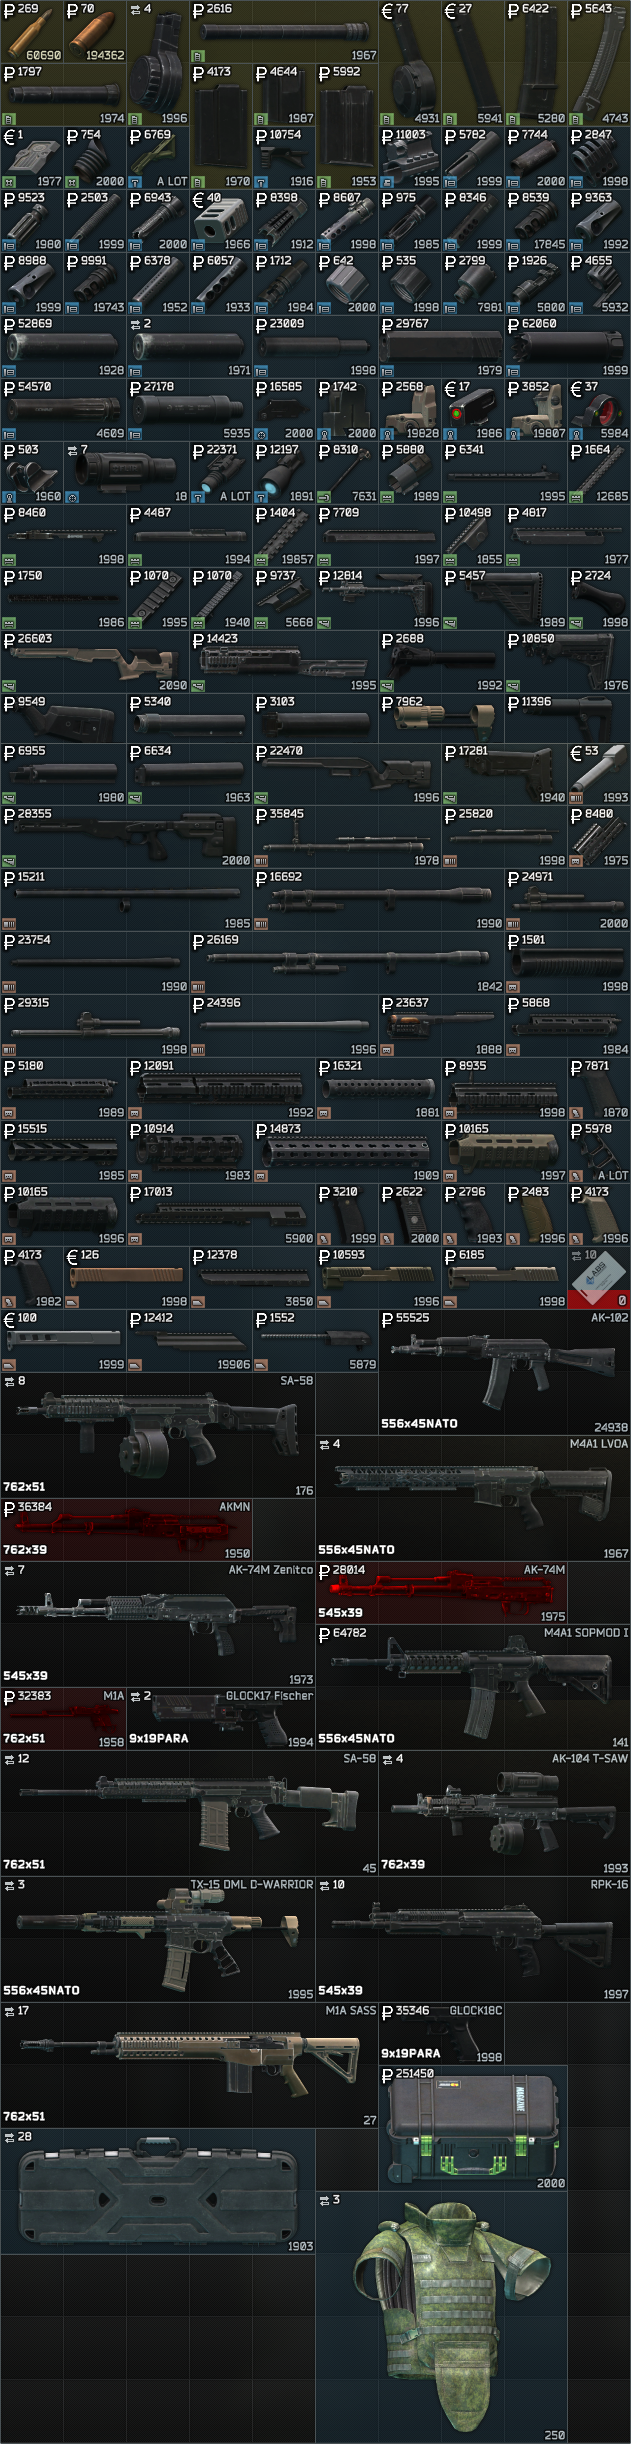 ₽ 269 ₽ 70 ⇄ 4 ₽ 2616 € 77 € 27 ₽ 6422 ₽ 5643
60690 194362 1967
₽ 1797 ₽ 4173 ₽ 4644 ₽ 5992
1974 1996 1987 4931 5941 5280 4743
€ 1 ₽ 754 ₽ 6769 ₽ 10754 ₽ 11003 ₽ 5782 ₽ 7744 ₽ 2847
1977 2000 A LOT 1970 1916 1953 1995 1999 2000 1998
₽ 9523 ₽ 2503 ₽ 6943 € 40 ₽ 8398 ₽ 8607 ₽ 975 ₽ 8346 ₽ 8539 ₽ 9363
1980 1999 2000 1966 1912 1998 1985 1999 17845 1992
₽ 8988 ₽ 9991 ₽ 6378 ₽ 6057 ₽ 1712 ₽ 642 ₽ 535 ₽ 2799 ₽ 1926 ₽ 4655
1999 19743 1952 1933 1984 2000 1998 7981 5800 5932
₽ 52869 ⇄ 2 ₽ 23009 ₽ 29767 ₽ 62060
1928 1971 1998 1979 1999
₽ 54570 ₽ 27178 ₽ 16585 ₽ 1742 ₽ 2568 € 17 ₽ 3852 € 37
4609 5935 2000 2000 19828 1986 19807 5984
₽ 503 ⇄ 7 ₽ 22371 ₽ 12197 ₽ 8310 ₽ 5880 ₽ 6341 ₽ 1664
1960 18 A LOT 1891 7631 1989 1995 12685
₽ 8460 ₽ 4487 ₽ 1404 ₽ 7709 ₽ 10498 ₽ 4817
1998 1994 19857 1997 1855 1977
₽ 1750 ₽ 1070 ₽ 1070 ₽ 9737 ₽ 12814 ₽ 5457 ₽ 2724
1986 1995 1940 5668 1996 1989 1998
₽ 26603 ₽ 14423 ₽ 2688 ₽ 10850
2090 1995 1992 1976
₽ 9549 ₽ 5340 ₽ 3103 ₽ 7962 ₽ 11396
₽ 6955 ₽ 6634 ₽ 22470 ₽ 17281 € 53
1980 1963 1996 1940 1993
₽ 28355 ₽ 35845 ₽ 25820 ₽ 8480
2000 1978 1998 1975
₽ 15211 ₽ 16692 ₽ 24971
1985 1990 2000
₽ 23754 ₽ 26169 ₽ 1501
1990 1842 1998
₽ 29315 ₽ 24396 ₽ 23637 ₽ 5868
1998 1996 1888 1984
₽ 5180 ₽ 12091 ₽ 16321 ₽ 8935 ₽ 7871
1989 1992 1881 1998 1870
₽ 15515 ₽ 10914 ₽ 14873 ₽ 10165 ₽ 5978
1985 1983 1909 1997 A LOT
₽ 10165 ₽ 17013 ₽ 3210 ₽ 2622 ₽ 2796 ₽ 2483 ₽ 4173
1996 5900 1999 2000 1983 1996 1996
₽ 4173 € 126 ₽ 12378 ₽ 10593 ₽ 6185 ⇄ 10
LABS
1982 1998 3850 1996 1998 0
€ 100 ₽ 12412 ₽ 1552 ₽ 55525 AK-102
1999 19906 5879
⇄ 8 SA-58
556x45NATO 24938
⇄ 4 M4A1 LVOA
762x51 176
₽ 36384 AKMN
762x39 1950
556x45NATO 1967
⇄ 7 AK-74M Zenitco
₽ 28014 AK-74M
545x39 1975
₽ 64782 M4A1 SOPMOD I
545x39 1973
₽ 32383 M1A
⇄ 2 GLOCK17 Fischer
762x51 1958
9x19PARA 1994
556x45NATO 141
⇄ 12 SA-58
⇄ 4 AK-104 T-SAW
762x51 45
762x39 1993
⇄ 3 TX-15 DML D-WARRIOR
⇄ 10 RPK-16
556x45NATO 1995
545x39 1997
⇄ 17 M1A SASS
₽ 35346 GLOCK18C
9x19PARA 1998
₽ 251450
762x51 27
⇄ 28
2000
⇄ 3
1903
250